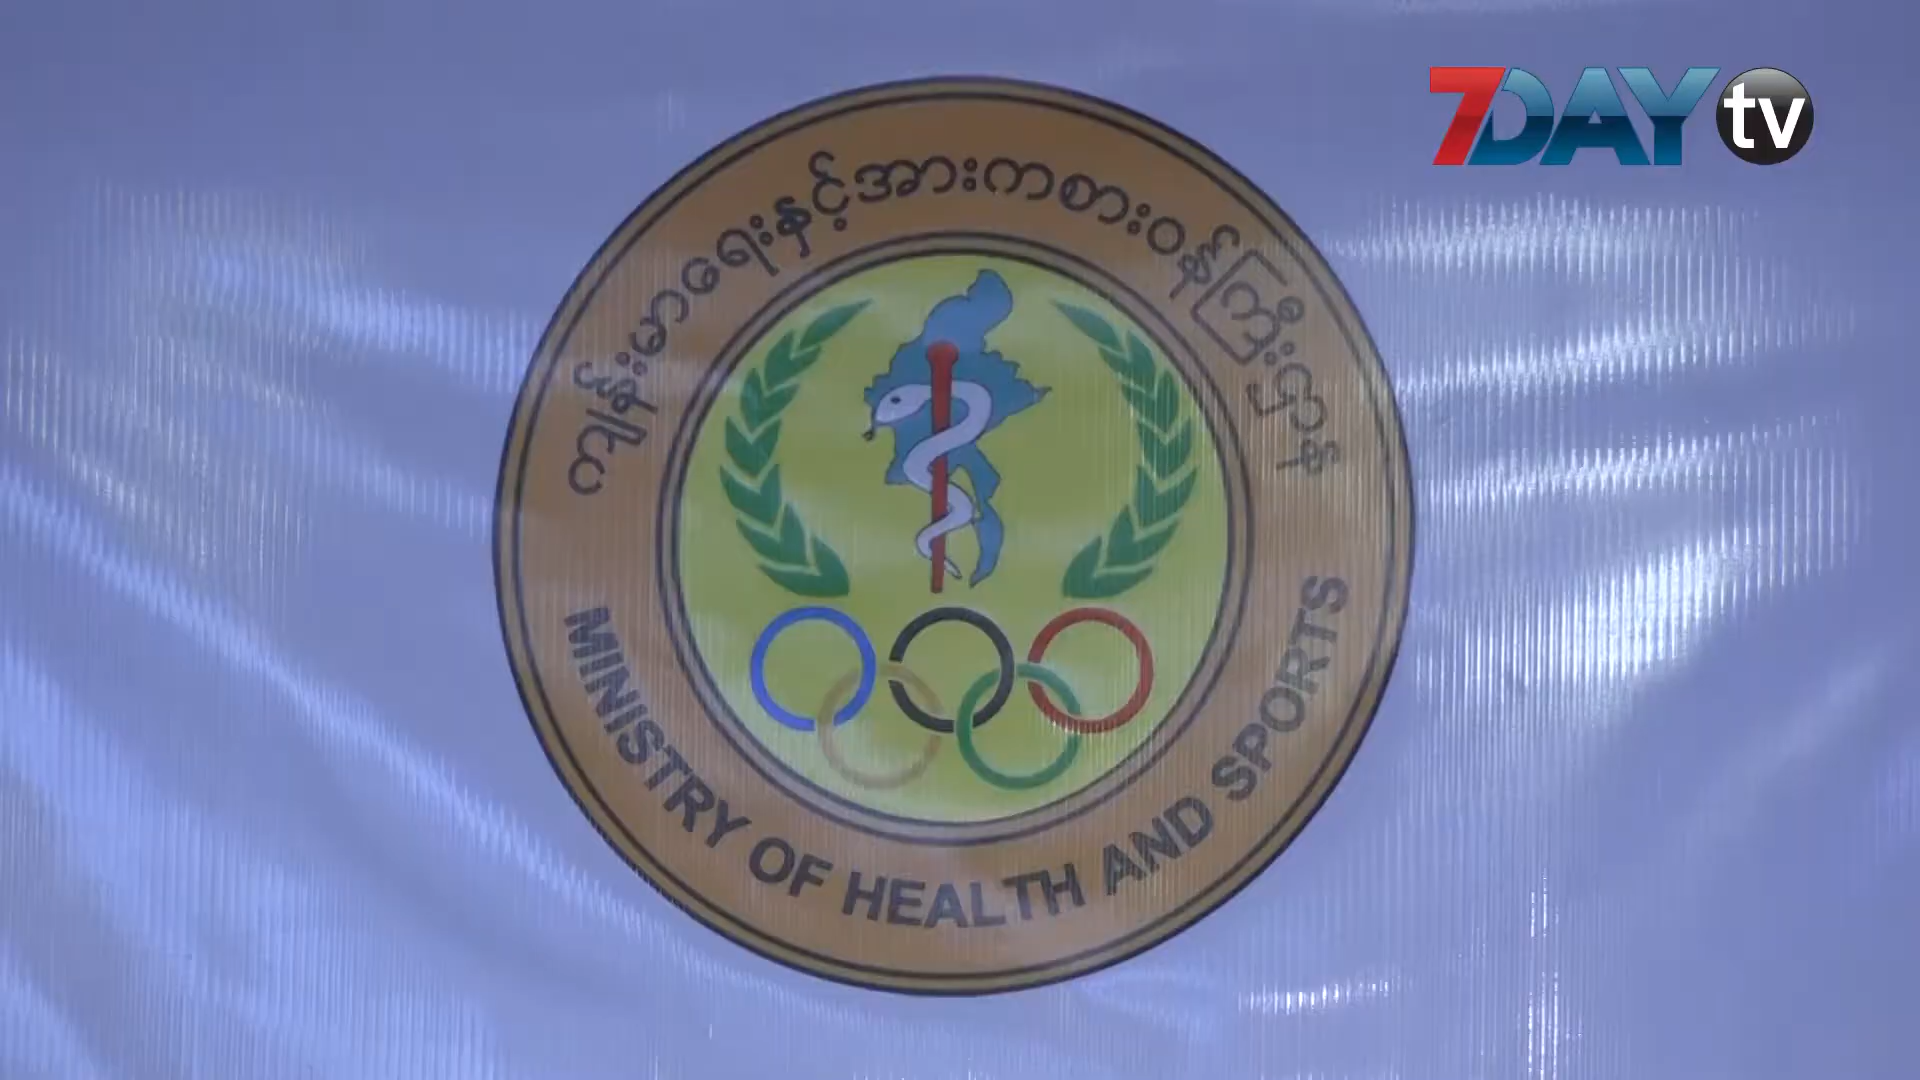 7DAY tv
ကျန်းမာရေးနှင့်အားကစားဝန်ကြီးဌာန
MINISTRY OF HEALTH AND SPORTS